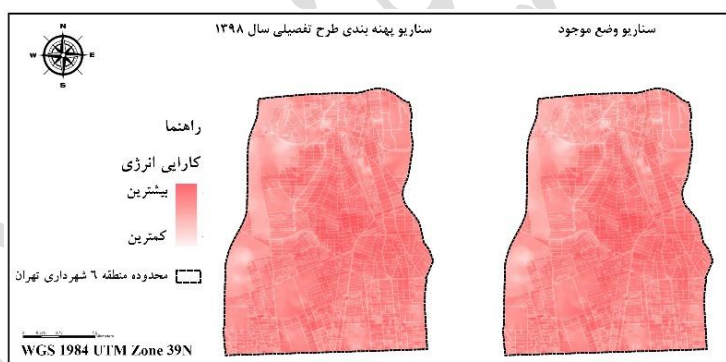 سناریو وضع موجود
سناریو پهنه بندی طرح تفصیلی سال ۱۳۹۸
N
W E
S
راهنما
کارایی انرژی
بیشترین
کمترین
محدوده منطقه ٦ شهرداری تهران
WGS 1984 UTM Zone 39N